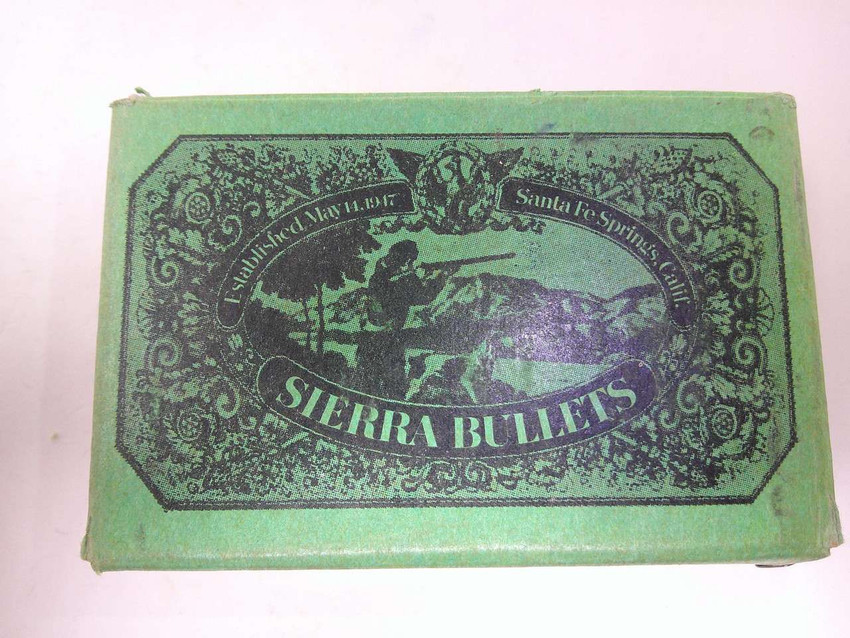 Established, May 14, 1947
Santa Fe Springs, Calif.
SIERRA BULLETS